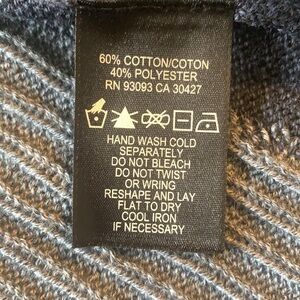 60% COTTON/COTON
40% POLYESTER
RN 93093 CA 30427
HAND WASH COLD
SEPARATELY
DO NOT BLEACH
DO NOT TWIST
OR WRING
RESHAPE AND LAY
FLAT TO DRY
COOL IRON
IF NECESSARY